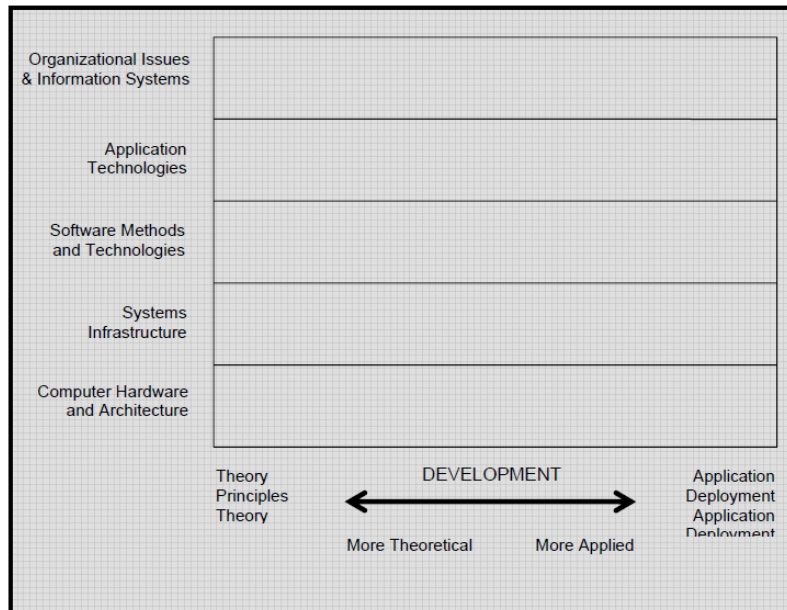 Organizational Issues
& Information Systems
Application
Technologies
Software Methods
and Technologies
Systems
Infrastructure
Computer Hardware
and Architecture
Theory
Principles
Theory
DEVELOPMENT
Application
Deployment
Application
Deployment
More Theoretical
More Applied